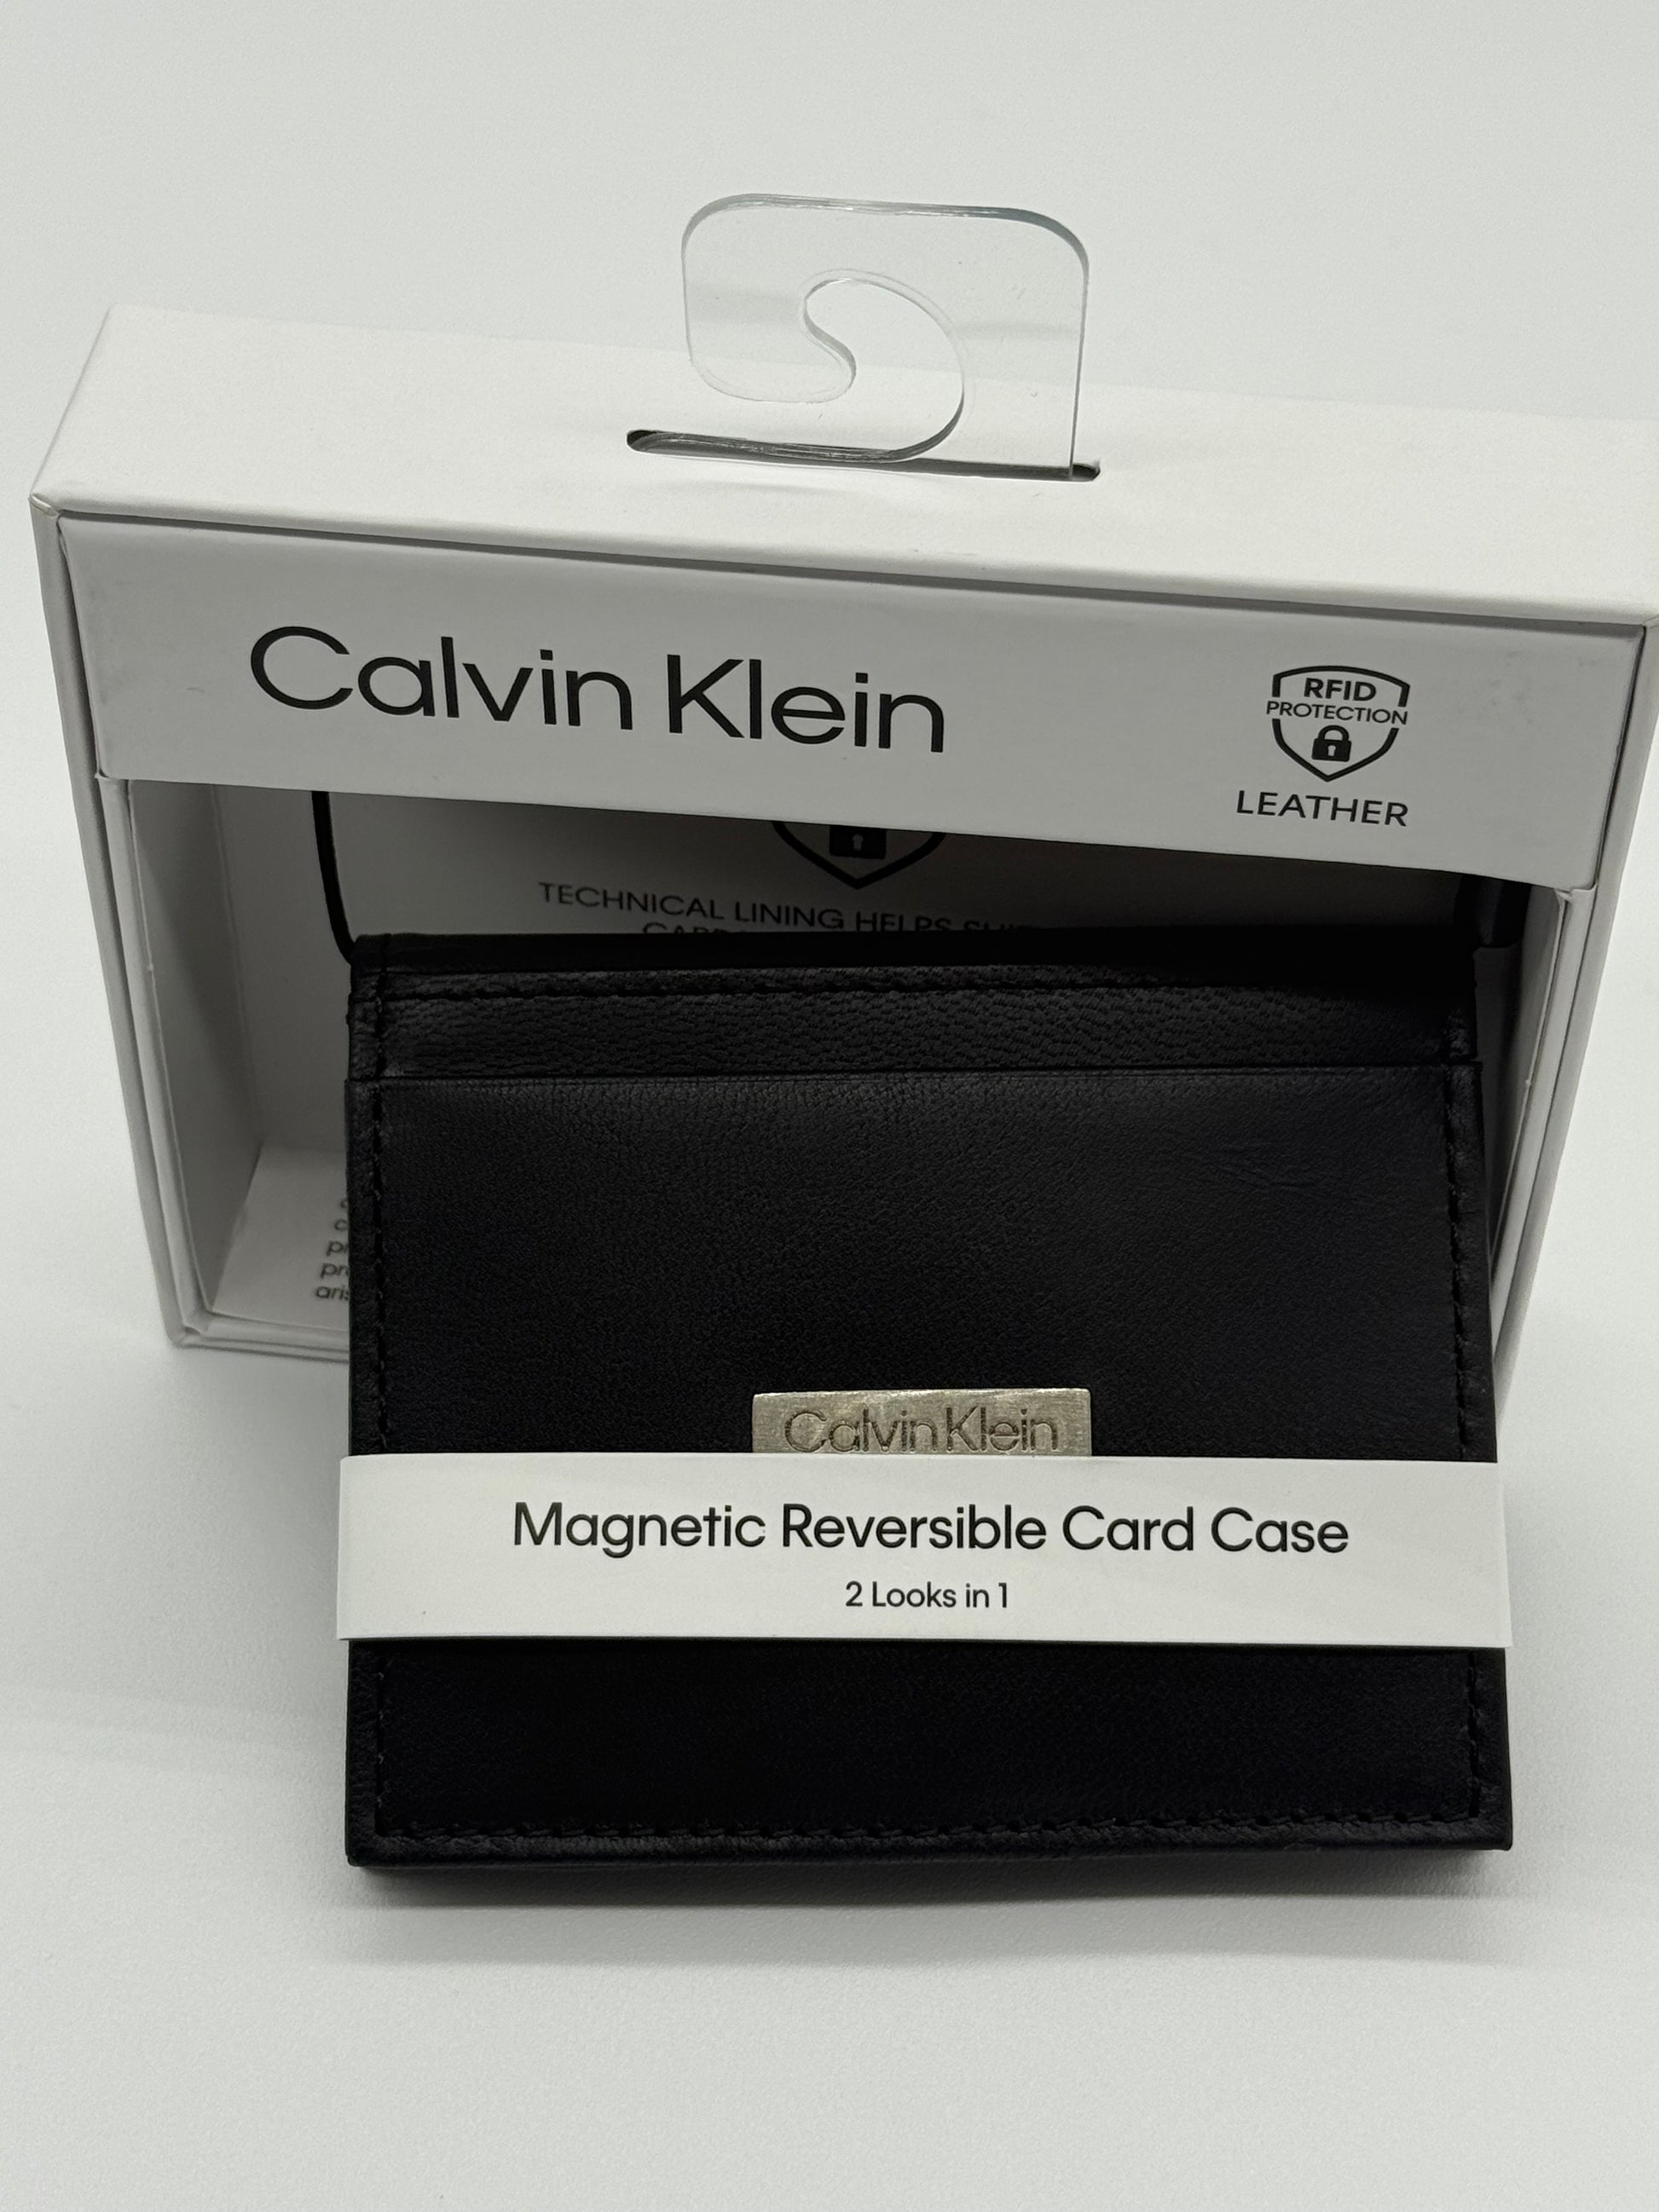 Calvin Klein
RFID
PROTECTION
LEATHER
TECHNICAL LINING HELPS
Calvin Klein
Magnetic Reversible Card Case
2 Looks in 1